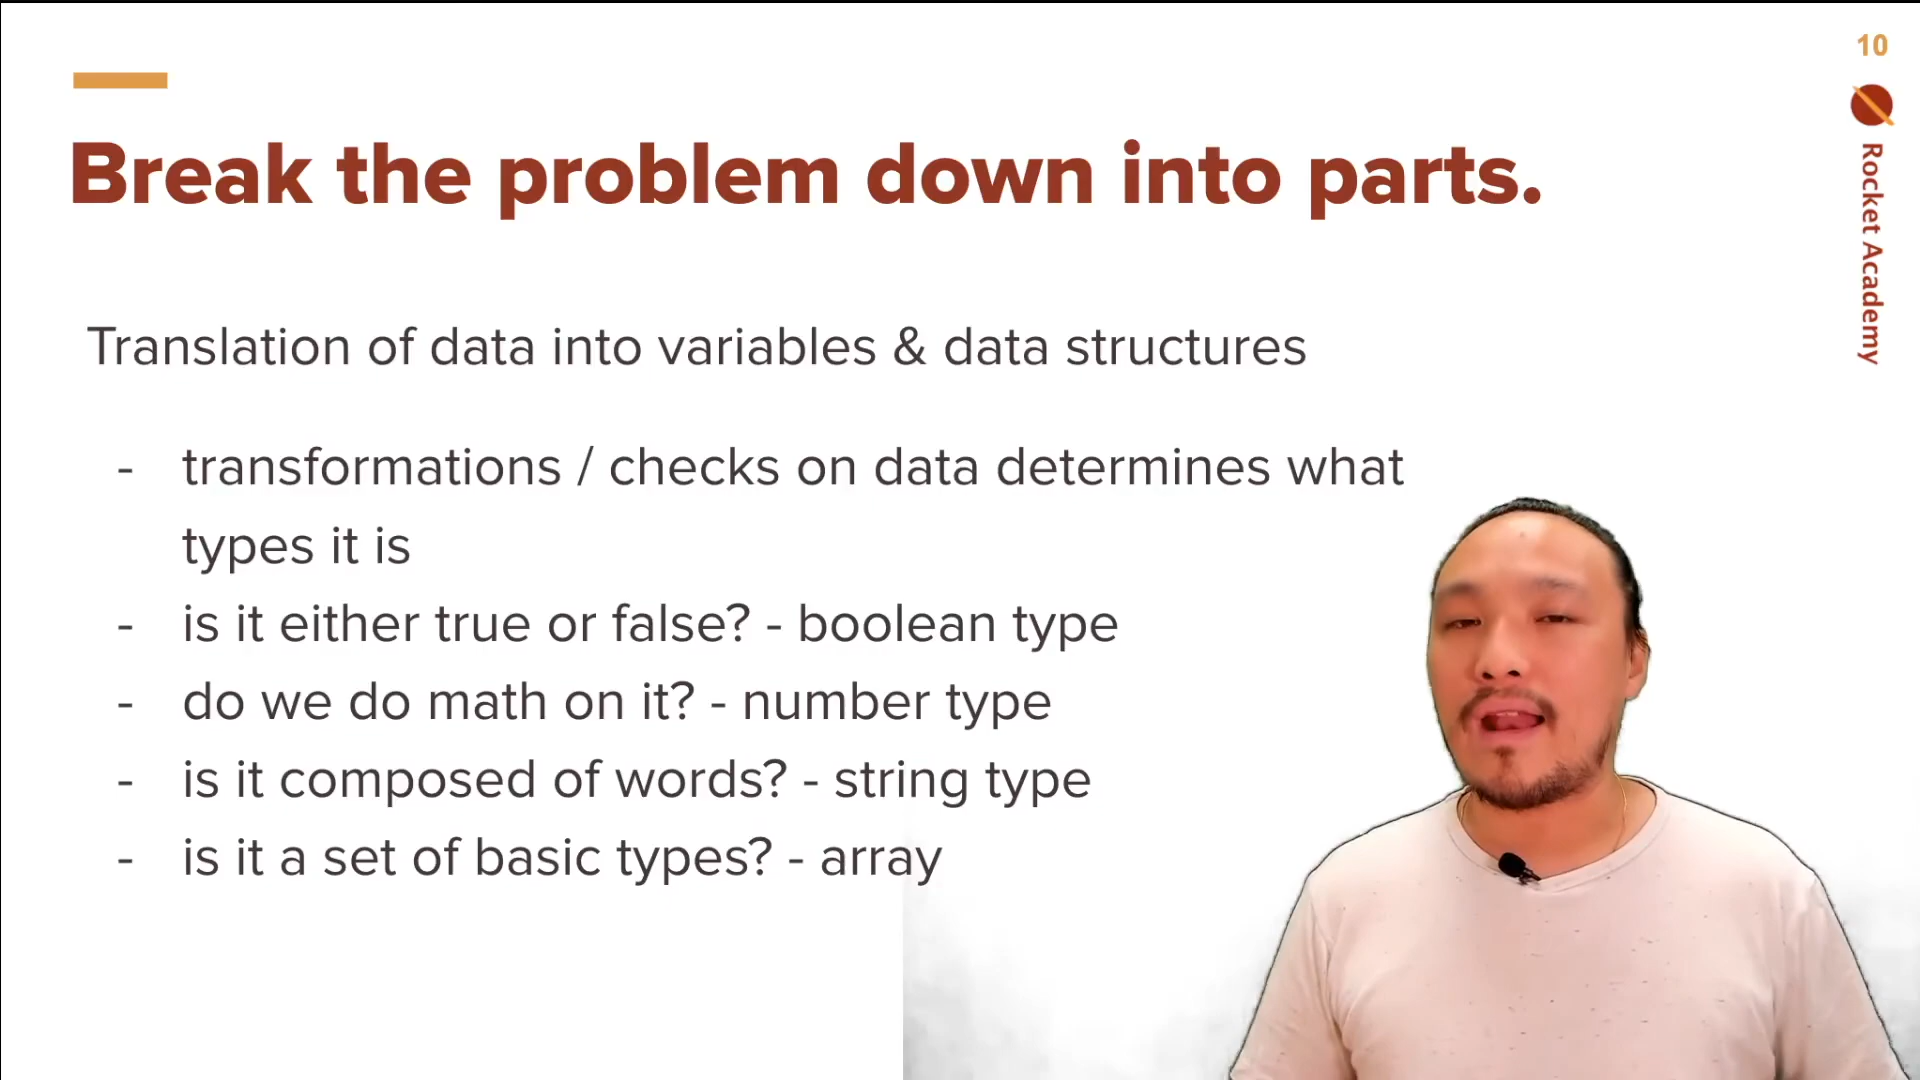 10
Rocket Academy
Break the problem down into parts.
Translation of data into variables & data structures
- transformations / checks on data determines what
types it is
- is it either true or false? - boolean type
- do we do math on it? - number type
- is it composed of words? - string type
- is it a set of basic types? - array